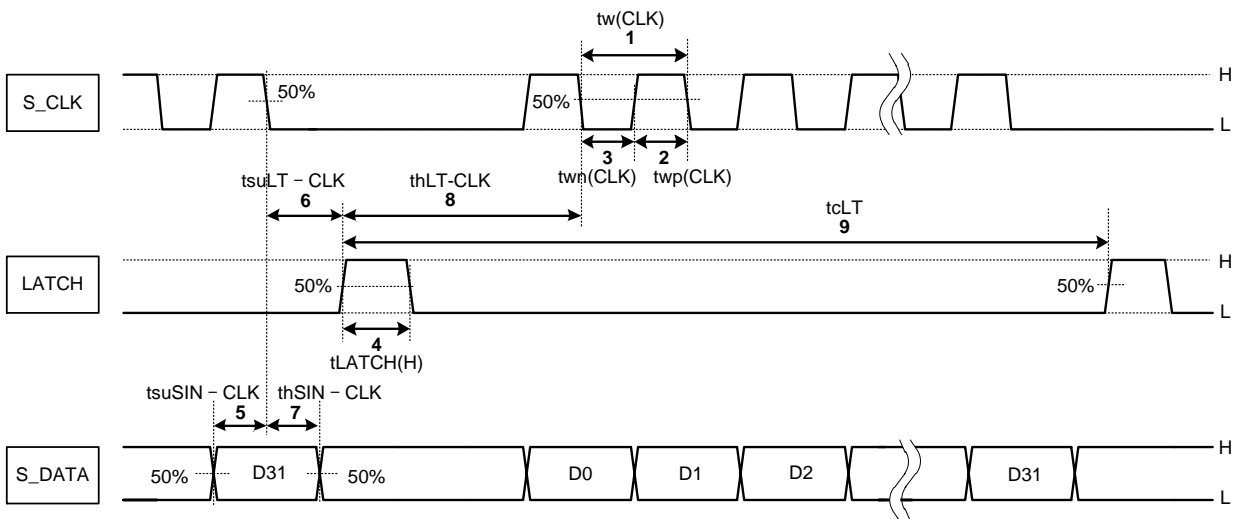 tw(CLK)
1
S_CLK
50%
50%
H
L
3
2
twn(CLK)
twp(CLK)
tsuLT – CLK
6
thLT-CLK
8
tcLT
9
LATCH
50%
50%
H
L
4
tLATCH(H)
tsuSIN – CLK
5
thSIN – CLK
7
S_DATA
50%
D31
50%
D0
D1
D2
D31
H
L